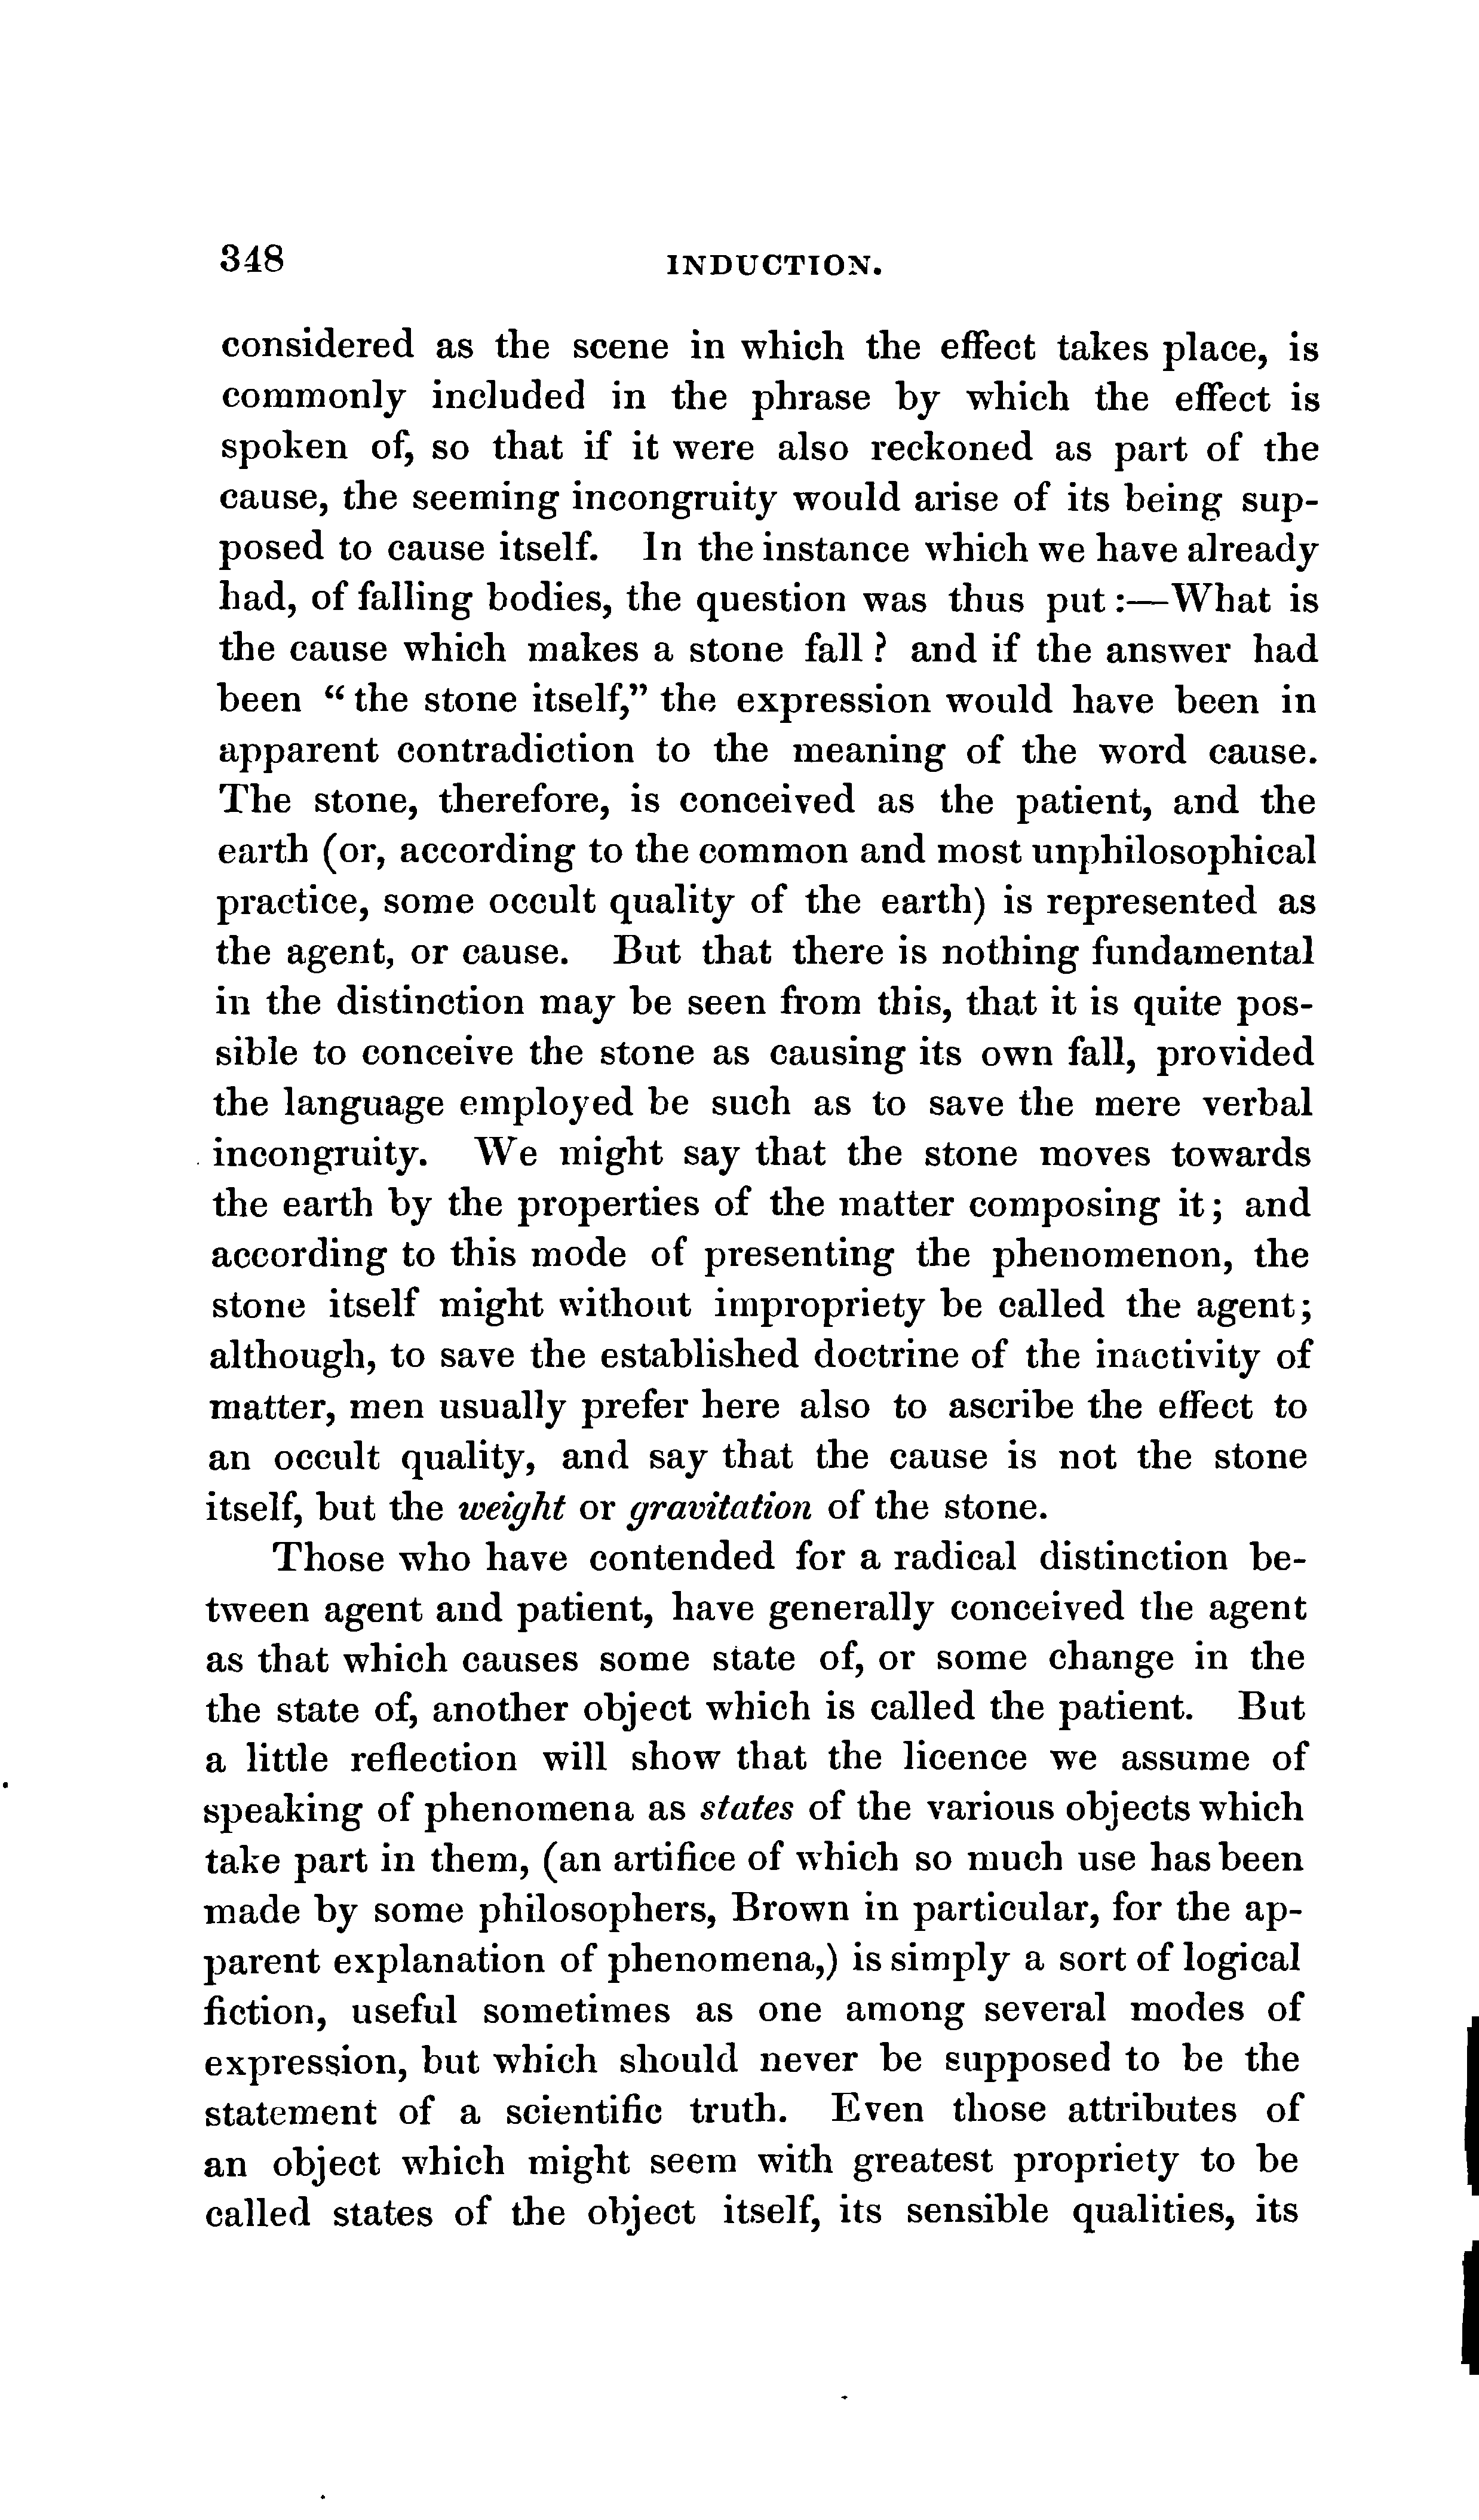 348
INDUCTION.
considered as the scene in which the effect takes place, is
commonly included in the phrase by which the effect is
spoken of, so that if it were also reckoned as part of the
cause, the seeming incongruity would arise of its being sup-
posed to cause itself. In the instance which we have already
had, of falling bodies, the question was thus put:—What is
the cause which makes a stone fall? and if the answer had
been "the stone itself," the expression would have been in
apparent contradiction to the meaning of the word cause.
The stone, therefore, is conceived as the patient, and the
earth (or, according to the common and most unphilosophical
practice, some occult quality of the earth) is represented as
the agent, or cause. But that there is nothing fundamental
in the distinction may be seen from this, that it is quite pos-
sible to conceive the stone as causing its own fall, provided
the language employed be such as to save the mere verbal
incongruity. We might say that the stone moves towards
the earth by the properties of the matter composing it; and
according to this mode of presenting the phenomenon, the
stone itself might without impropriety be called the agent;
although, to save the established doctrine of the inactivity of
matter, men usually prefer here also to ascribe the effect to
an occult quality, and say that the cause is not the stone
itself, but the weight or gravitation of the stone.
Those who have contended for a radical distinction be-
tween agent and patient, have generally conceived the agent
as that which causes some state of, or some change in the
the state of, another object which is called the patient. But
a little reflection will show that the licence we assume of
speaking of phenomena as states of the various objects which
take part in them, (an artifice of which so much use has been
made by some philosophers, Brown in particular, for the ap-
parent explanation of phenomena,) is simply a sort of logical
fiction, useful sometimes as one among several modes of
expression, but which should never be supposed to be the
statement of a scientific truth. Even those attributes of
an object which might seem with greatest propriety to be
called states of the object itself, its sensible qualities, its